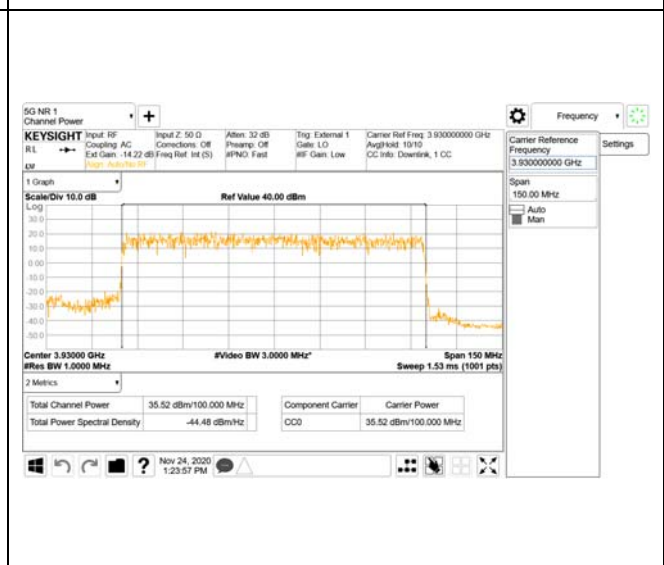 5G NR 1
Channel Power
Frequency
KEYSIGHT
RL
Input: RF
Coupling: AC
Ext Gain: -14.22 dB
Align: Auto/No RF
Input Z: 50 Ω
Corrections: Off
Freq Ref: Int (S)
Atten: 32 dB
Preamp: Off
#PNO: Fast
Trig: External 1
Gate: LO
#IF Gain: Low
Carrier Ref Freq: 3.930000000 GHz
Avg|Hold: 10/10
CC Info: Downlink, 1 CC
Carrier Reference
Frequency
3.930000000 GHz
Settings
Span
150.00 MHz
Auto
Man
1 Graph
Scale/Div 10.0 dB
Ref Value 40.00 dBm
Log
30.0
20.0
10.0
0.00
-10.0
-20.0
-30.0
-40.0
-50.0
Center 3.93000 GHz
#Video BW 3.0000 MHz*
Span 150 MHz
#Res BW 1.0000 MHz
Sweep 1.53 ms (1001 pts)
2 Metrics
Total Channel Power 35.52 dBm/100.000 MHz
Total Power Spectral Density -44.48 dBm/Hz
Component Carrier Carrier Power
CC0 35.52 dBm/100.000 MHz
Nov 24, 2020
1:23:57 PM